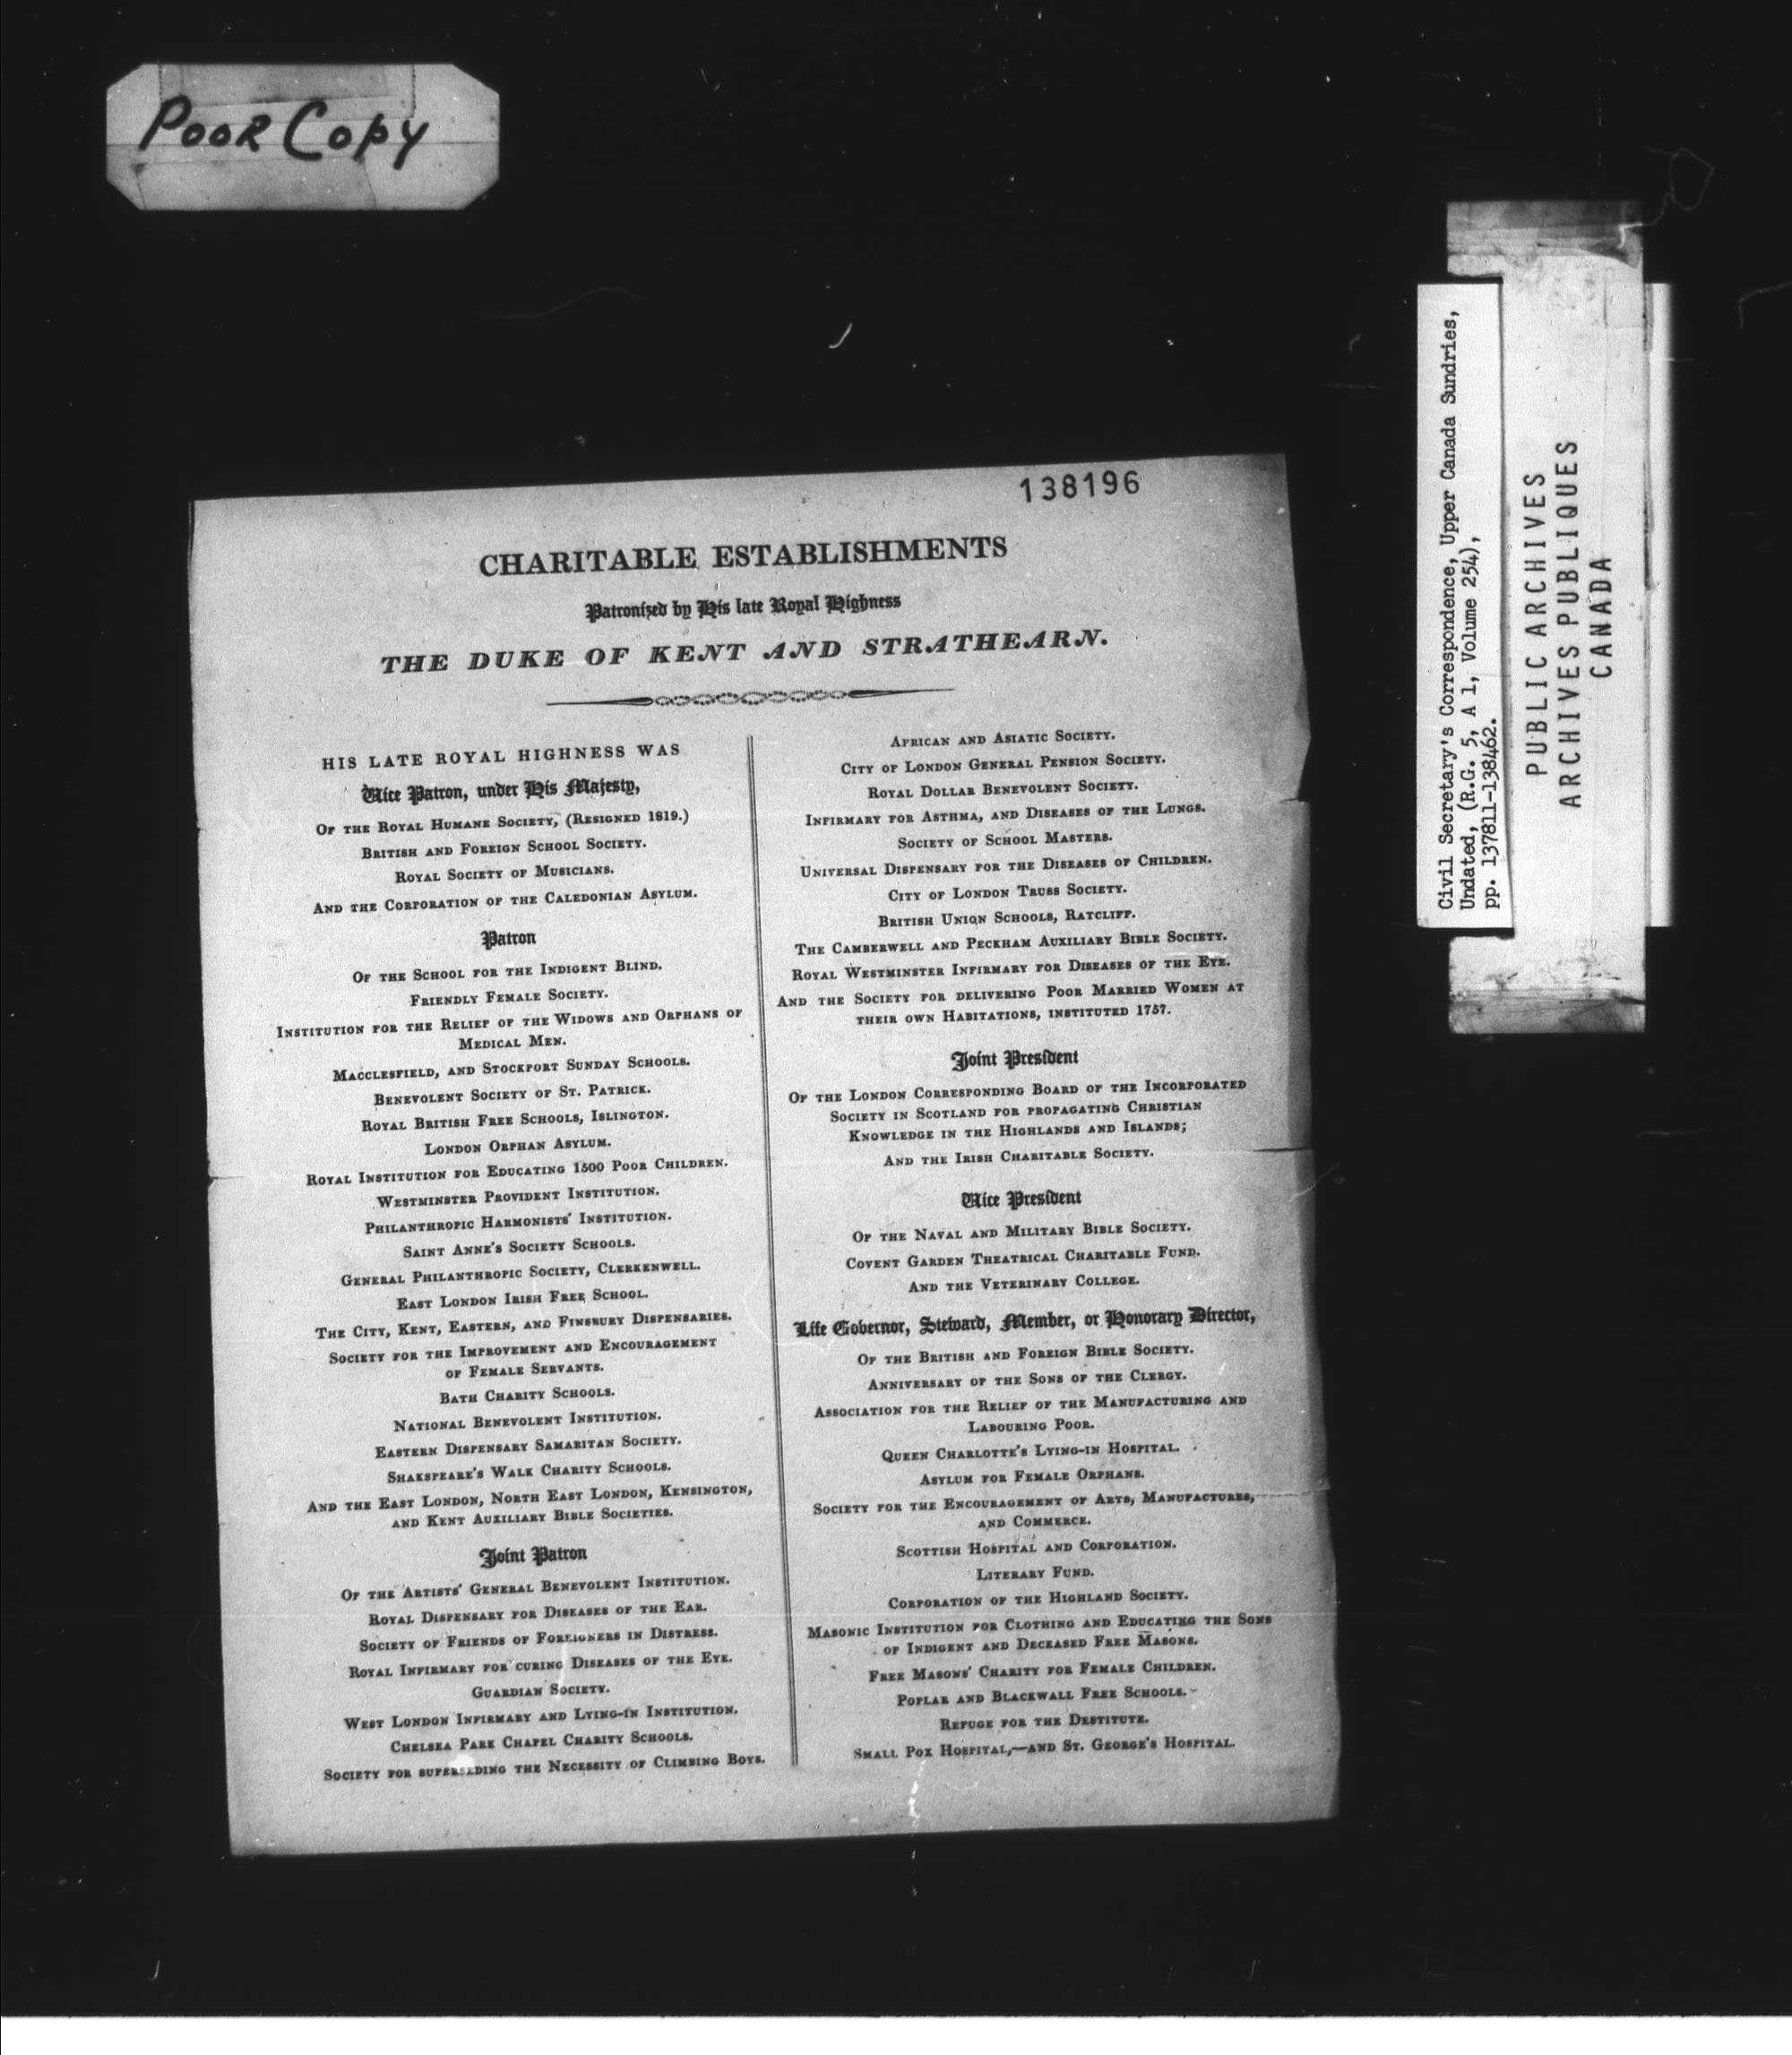 Poor Copy
138196
CHARITABLE ESTABLISHMENTS
Patronized by His late Royal Highness
THE DUKE OF KENT AND STRATHEARN.
HIS LATE ROYAL HIGHNESS WAS
Vice Patron, under His Majesty,
Of the Royal Humane Society, (Resigned 1819.)
British and Foreign School Society.
Royal Society of Musicians.
And the Corporation of the Caledonian Asylum.
Patron
Of the School for the Indigent Blind.
Friendly Female Society.
Institution for the Relief of the Widows and Orphans of
Medical Men.
Macclesfield, and Stockport Sunday Schools.
Benevolent Society of St. Patrick.
Royal British Free Schools, Islington.
London Orphan Asylum.
Royal Institution for Educating 1500 Poor Children.
Westminster Provident Institution.
Philanthropic Harmonists' Institution.
Saint Anne's Society Schools.
General Philanthropic Society, Clerkenwell.
East London Irish Free School.
The City, Kent, Eastern, and Finsbury Dispensaries.
Society for the Improvement and Encouragement
of Female Servants.
Bath Charity Schools.
National Benevolent Institution.
Eastern Dispensary Samaritan Society.
Shakspeare's Walk Charity Schools.
And the East London, North East London, Kensington,
and Kent Auxiliary Bible Societies.
Joint Patron
Of the Artists' General Benevolent Institution.
Royal Dispensary for Diseases of the Ear.
Society of Friends of Foreigners in Distress.
Royal Infirmary for curing Diseases of the Eye.
Guardian Society.
West London Infirmary and Lying-in Institution.
Chelsea Park Chapel Charity Schools.
Society for superseding the Necessity of Climbing Boys.
African and Asiatic Society.
City of London General Pension Society.
Royal Dollar Benevolent Society.
Infirmary for Asthma, and Diseases of the Lungs.
Society of School Masters.
Universal Dispensary for the Diseases of Children.
City of London Truss Society.
British Union Schools, Ratcliff.
The Camberwell and Peckham Auxiliary Bible Society.
Royal Westminster Infirmary for Diseases of the Eye.
And the Society for delivering Poor Married Women at
their own Habitations, instituted 1757.
Joint President
Of the London Corresponding Board of the Incorporated
Society in Scotland for propagating Christian
Knowledge in the Highlands and Islands;
And the Irish Charitable Society.
Vice President
Of the Naval and Military Bible Society.
Covent Garden Theatrical Charitable Fund.
And the Veterinary College.
Life Governor, Steward, Member, or Honorary Director,
Of the British and Foreign Bible Society.
Anniversary of the Sons of the Clergy.
Association for the Relief of the Manufacturing and
Labouring Poor.
Queen Charlotte's Lying-in Hospital.
Asylum for Female Orphans.
Society for the Encouragement of Arts, Manufactures,
and Commerce.
Scottish Hospital and Corporation.
Literary Fund.
Corporation of the Highland Society.
Masonic Institution for Clothing and Educating the Sons
of Indigent and Deceased Free Masons.
Free Masons' Charity for Female Children.
Poplar and Blackwall Free Schools.
Refuge for the Destitute.
Small Pox Hospital,—and St. George's Hospital.
Civil Secretary's Correspondence, Upper Canada Sundries,
Undated, (R.G. 5, A 1, Volume 254),
pp. 137811-138462.
PUBLIC ARCHIVES
ARCHIVES PUBLIQUES
CANADA